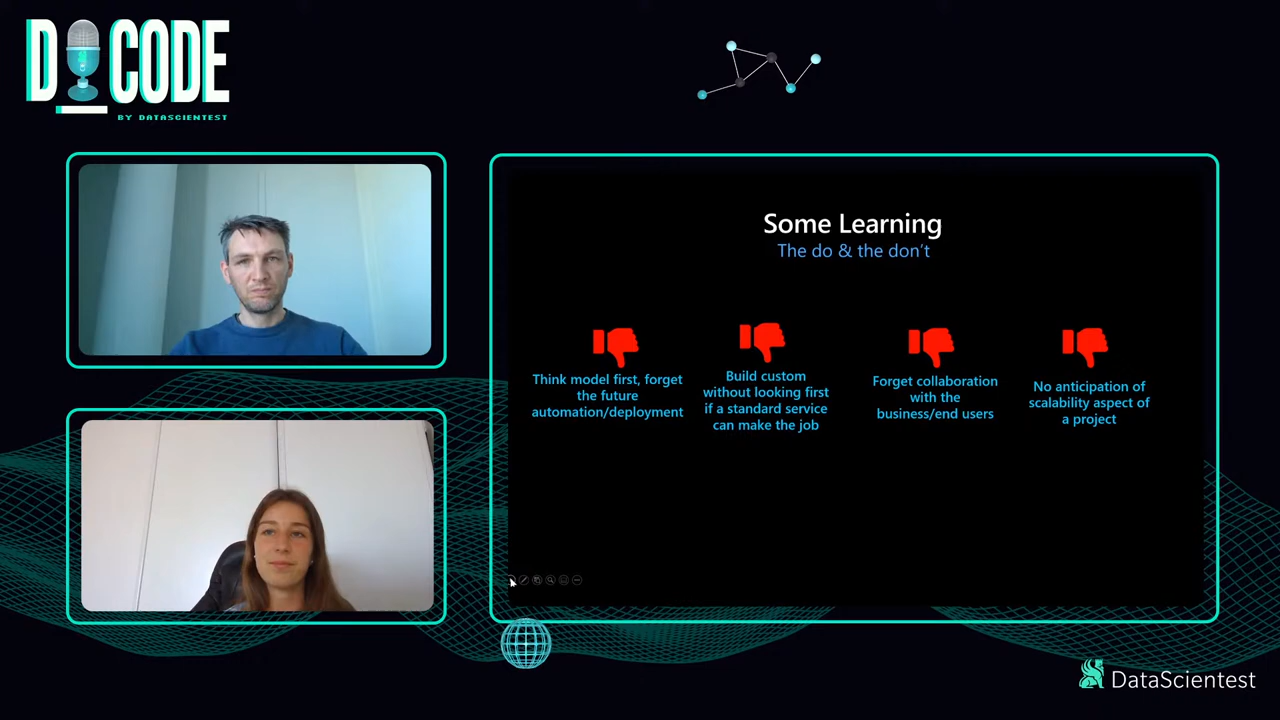 D_CODE
BY DATASCIENTEST
Some Learning
The do & the don't
Think model first, forget
the future
automation/deployment
Build custom
without looking first
if a standard service
can make the job
Forget collaboration
with the
business/end users
No anticipation of
scalability aspect of
a project
DataScientest